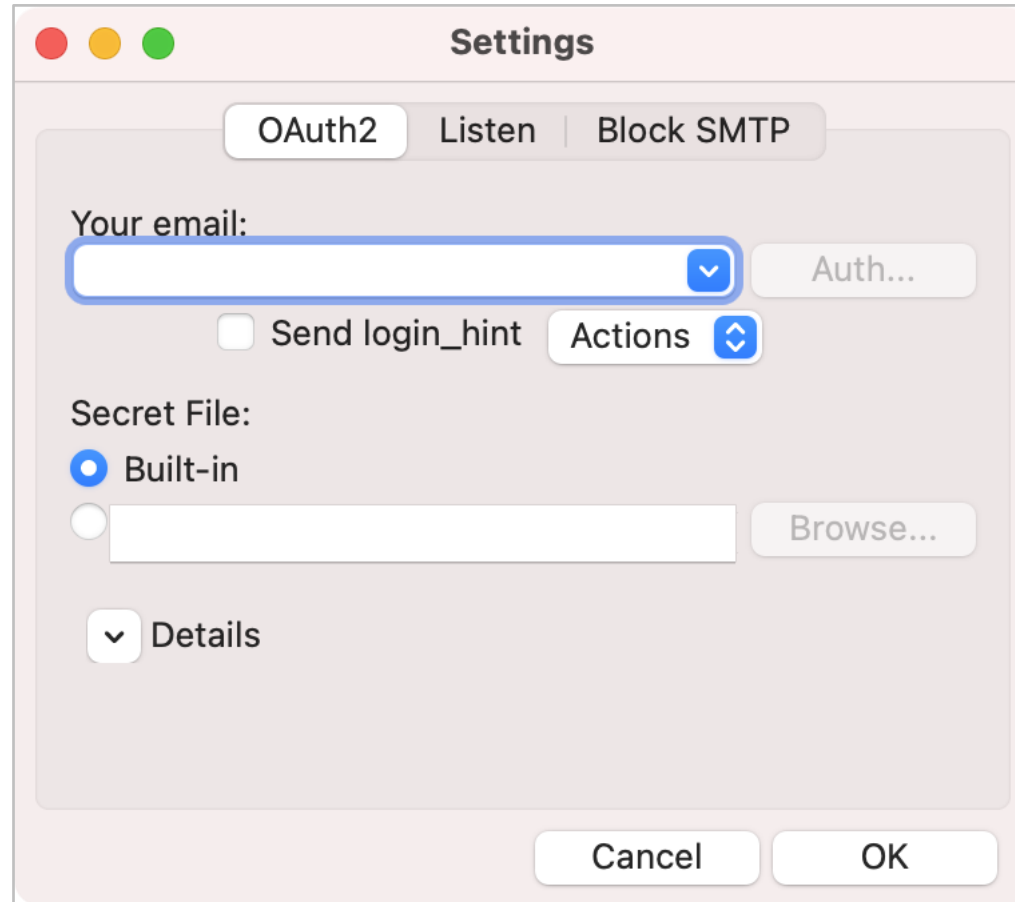 Settings
OAuth2 Listen Block SMTP
Your email:
Auth...
Send login_hint Actions
Secret File:
Built-in
Browse...
Details
Cancel OK